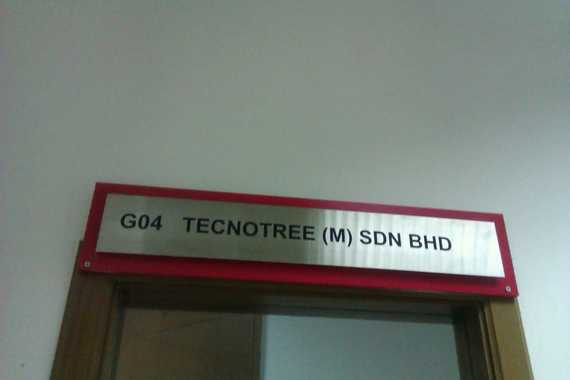 G04 TECNOTREE (M) SDN BHD